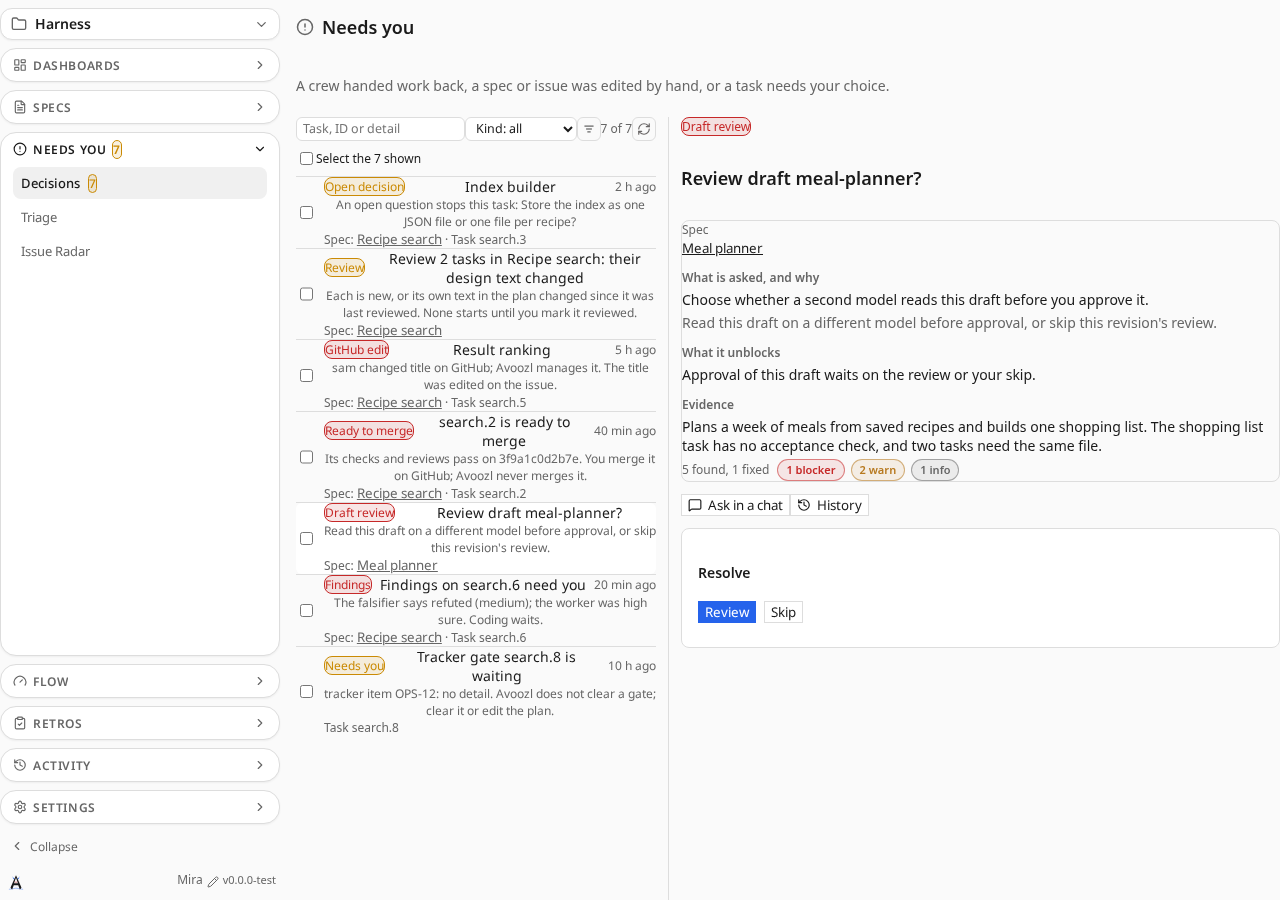 Harness
DASHBOARDS
SPECS
NEEDS YOU 7
Decisions 7
Triage
Issue Radar
FLOW
RETROS
ACTIVITY
SETTINGS
Collapse
A
Mira v0.0.0-test
Needs you
A crew handed work back, a spec or issue was edited by hand, or a task needs your choice.
Task, ID or detail Kind: all 7 of 7
Select the 7 shown
Open decision Index builder 2 h ago
An open question stops this task: Store the index as one
JSON file or one file per recipe?
Spec: Recipe search · Task search.3
Review Review 2 tasks in Recipe search: their
design text changed
Each is new, or its own text in the plan changed since it was
last reviewed. None starts until you mark it reviewed.
Spec: Recipe search
GitHub edit Result ranking 5 h ago
sam changed title on GitHub; Avoozl manages it. The title
was edited on the issue.
Spec: Recipe search · Task search.5
Ready to merge search.2 is ready to
merge 40 min ago
Its checks and reviews pass on 3f9a1c0d2b7e. You merge it
on GitHub; Avoozl never merges it.
Spec: Recipe search · Task search.2
Draft review Review draft meal-planner?
Read this draft on a different model before approval, or skip
this revision's review.
Spec: Meal planner
Findings Findings on search.6 need you 20 min ago
The falsifier says refuted (medium); the worker was high
sure. Coding waits.
Spec: Recipe search · Task search.6
Needs you Tracker gate search.8 is
waiting 10 h ago
tracker item OPS-12: no detail. Avoozl does not clear a gate;
clear it or edit the plan.
Task search.8
Draft review
Review draft meal-planner?
Spec
Meal planner
What is asked, and why
Choose whether a second model reads this draft before you approve it.
Read this draft on a different model before approval, or skip this revision's review.
What it unblocks
Approval of this draft waits on the review or your skip.
Evidence
Plans a week of meals from saved recipes and builds one shopping list. The shopping list
task has no acceptance check, and two tasks need the same file.
5 found, 1 fixed 1 blocker 2 warn 1 info
Ask in a chat History
Resolve
Review Skip